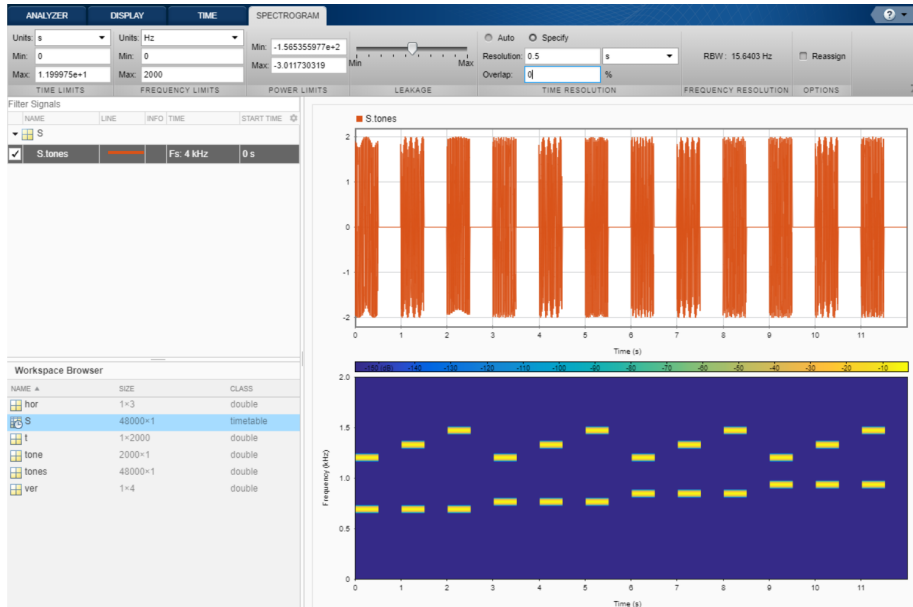 ANALYZER DISPLAY TIME SPECTROGRAM ?
Units: s Units: Hz Min: -1.565355977e+2 Auto Specify
Min: 0 Min: 0 Max: -3.011730319 Min Max Resolution: 0.5 s RBW : 15.6403 Hz Reassign
Max: 1.199975e+1 Max: 2000 Overlap: 0 %
TIME LIMITS FREQUENCY LIMITS POWER LIMITS LEAKAGE TIME RESOLUTION FREQUENCY RESOLUTION OPTIONS
Filter Signals
NAME LINE INFO TIME START TIME
S
S.tones Fs: 4 kHz 0 s
Workspace Browser
NAME SIZE CLASS
hor 1×3 double
S 48000×1 timetable
t 1×2000 double
tone 2000×1 double
tones 48000×1 double
ver 1×4 double
S.tones
2
1
0
-1
-2
0 1 2 3 4 5 6 7 8 9 10 11
Time (s)
-150 (dB) -140 -130 -120 -110 -100 -90 -80 -70 -60 -50 -40 -30 -20 -10
2.0
1.5
1.0
0.5
0
Frequency (kHz)
0 1 2 3 4 5 6 7 8 9 10 11
Time (s)